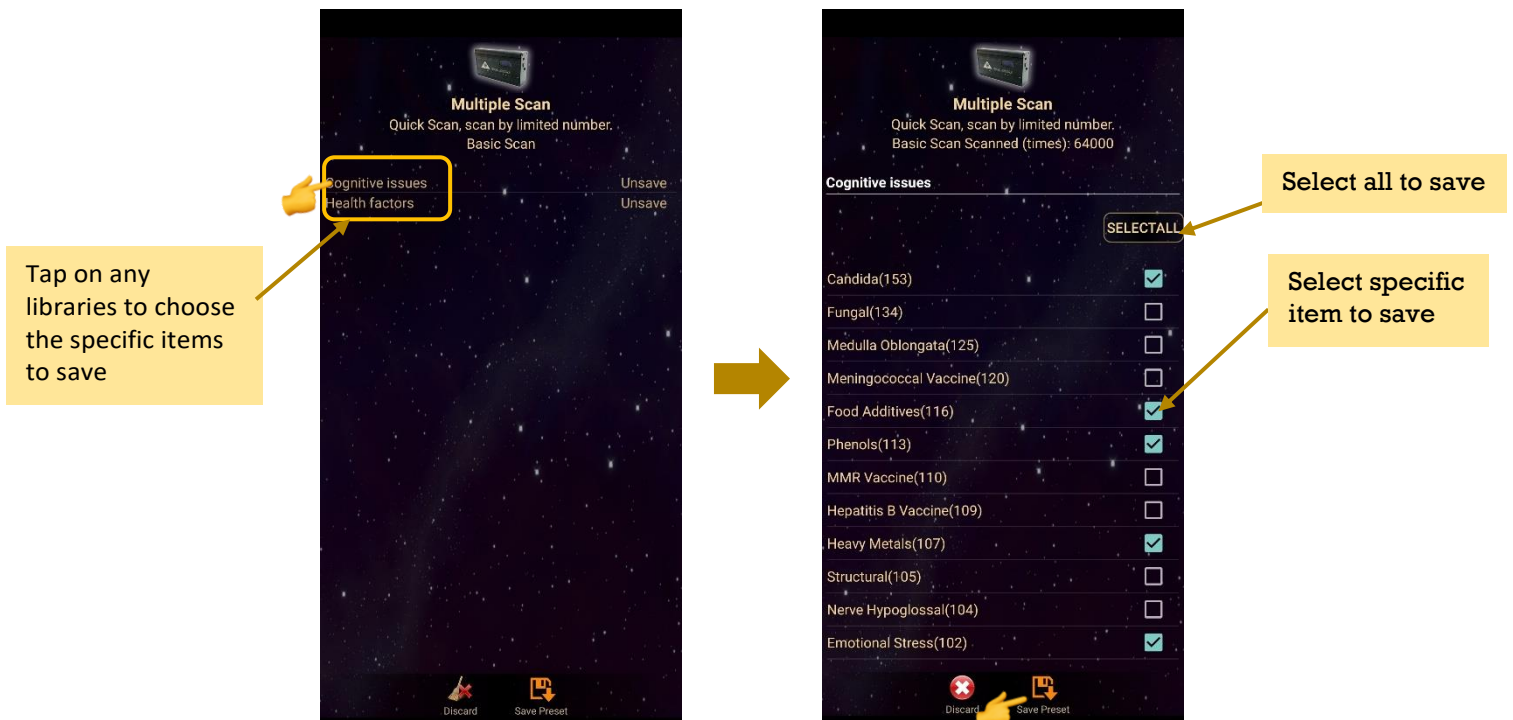 Tap on any
libraries to choose
the specific items
to save
Multiple Scan
Quick Scan, scan by limited number.
Basic Scan
Cognitive issues Unsave
Health factors Unsave
Discard Save Preset
Multiple Scan
Quick Scan, scan by limited number.
Basic Scan Scanned (times): 64000
Cognitive issues
SELECTALL
Candida(153)
Fungal(134)
Medulla Oblongata(125)
Meningococcal Vaccine(120)
Food Additives(116)
Phenols(113)
MMR Vaccine(110)
Hepatitis B Vaccine(109)
Heavy Metals(107)
Structural(105)
Nerve Hypoglossal(104)
Emotional Stress(102)
Discard Save Preset
Select all to save
Select specific
item to save